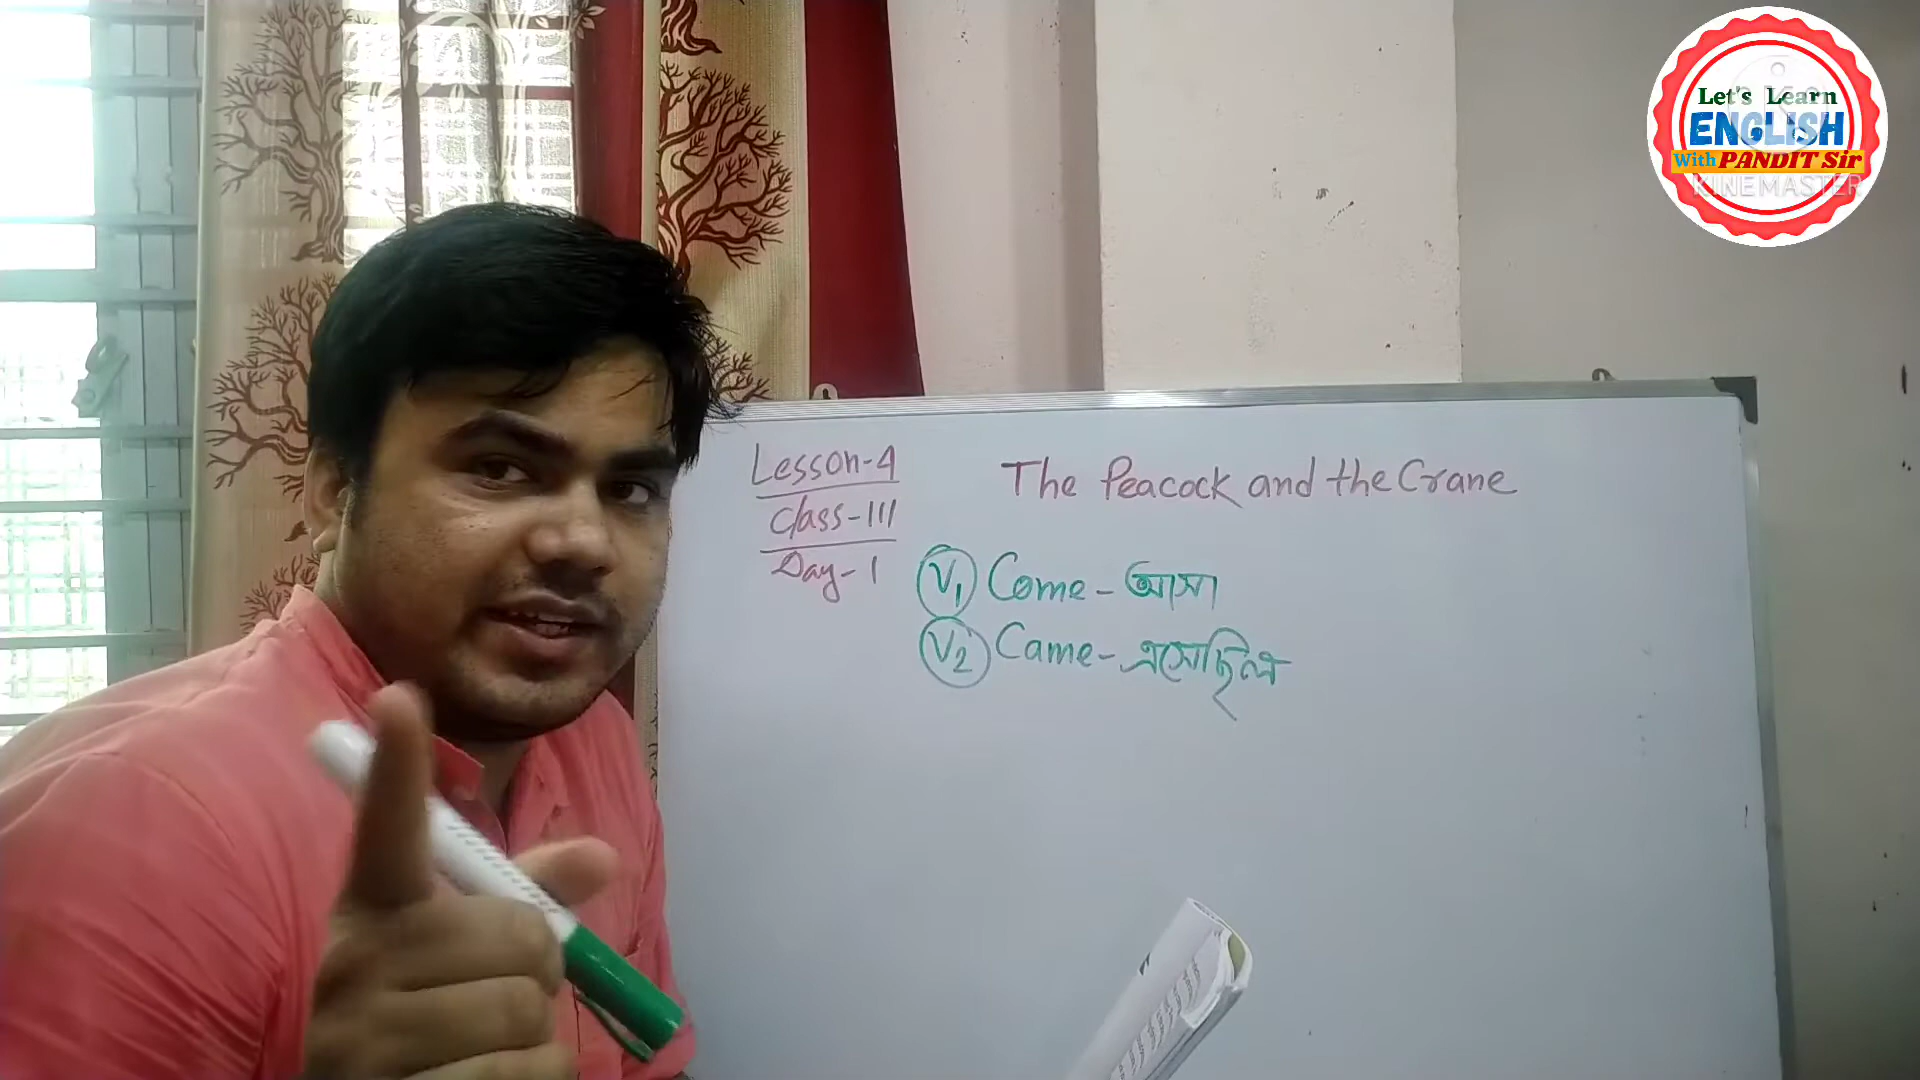 Let's Learn
ENGLISH
With PANDIT Sir
KINEMASTER
Lesson-4
Class-III
Day-1
The Peacock and the Crane
V1 Come - আসা
V2 Came - এসেছিল